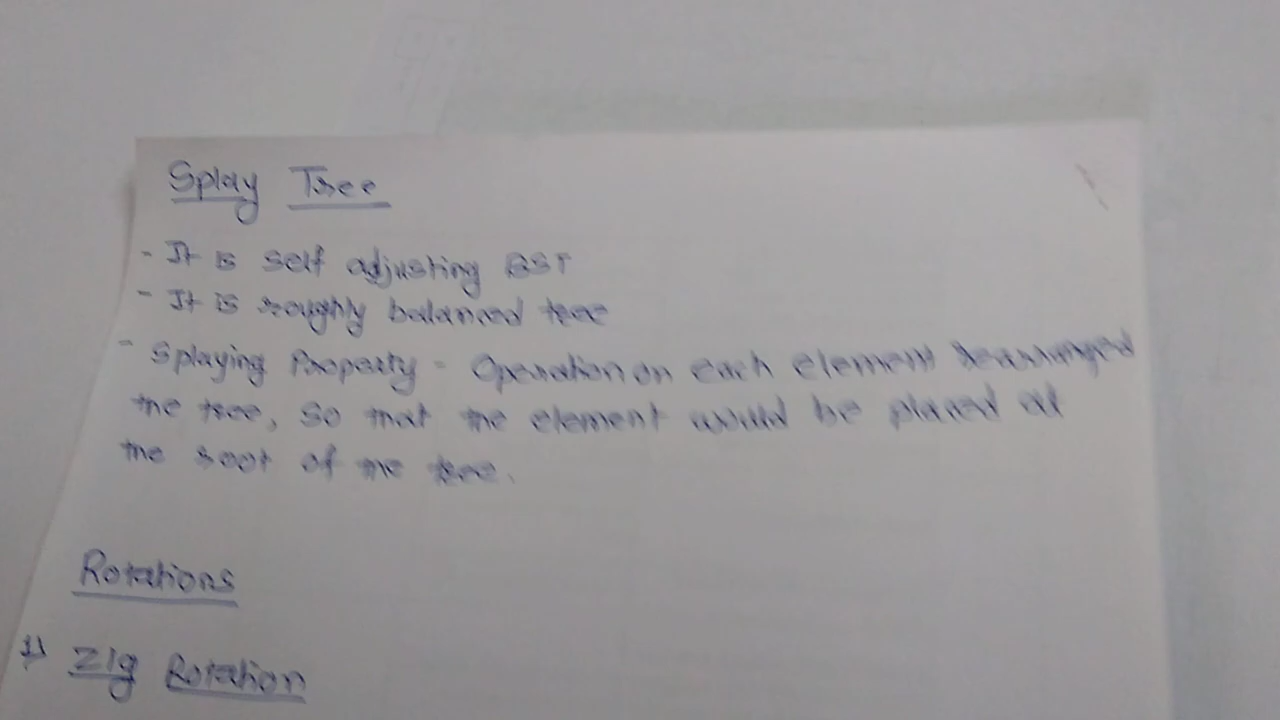 Splay Tree
- It is self adjusting BST
- It is roughly balanced tree
- Splaying Property - Operation on each element rearranged
the tree, so that the element would be placed at
the root of the tree.
Rotations
1) Zig Rotation